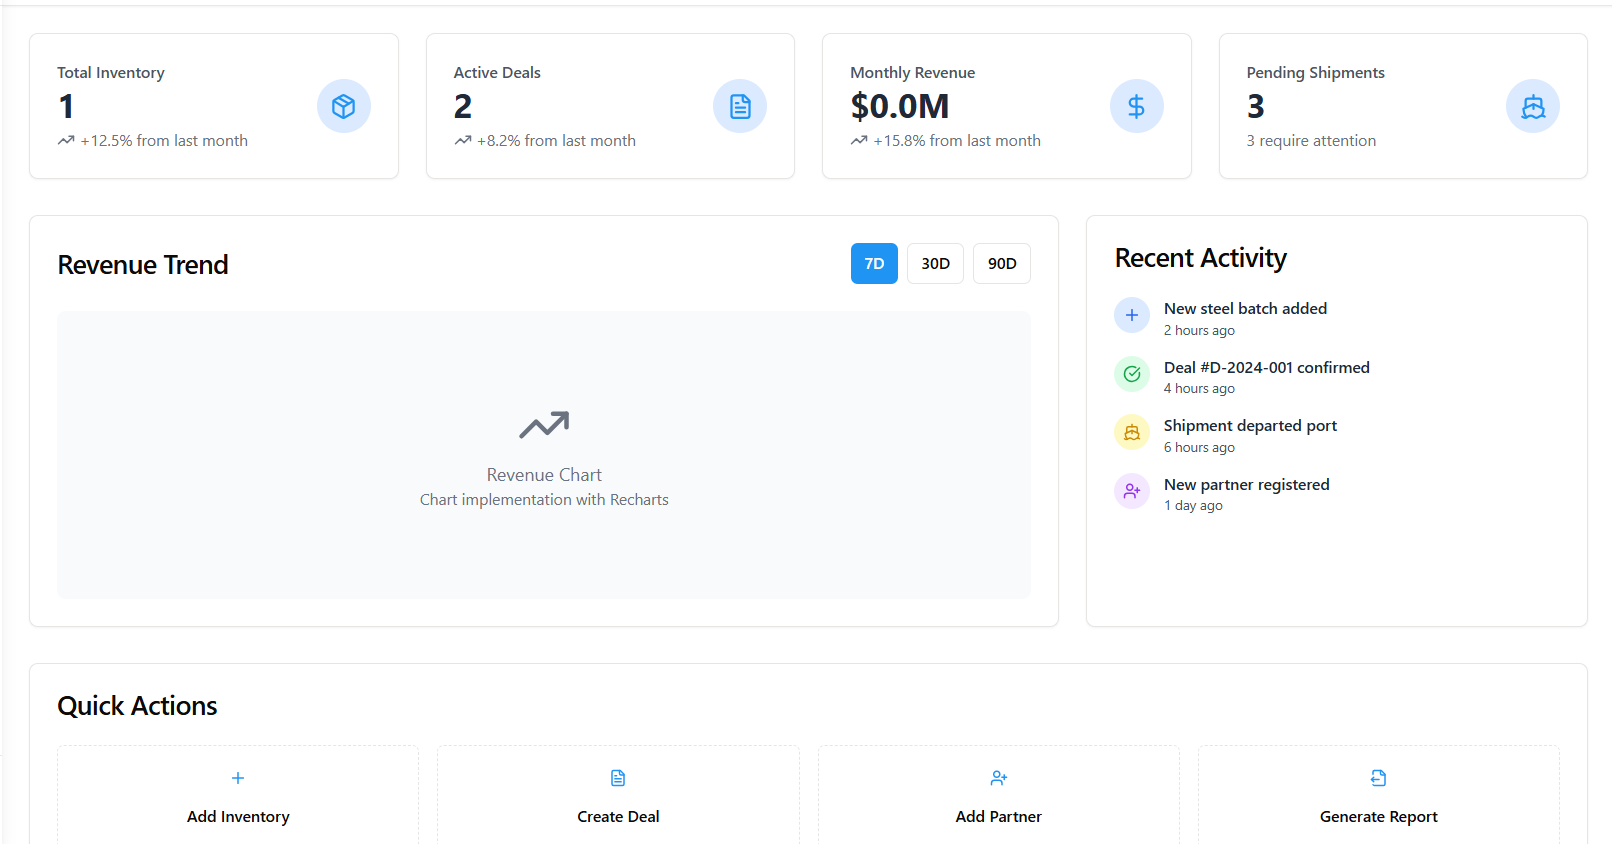 Total Inventory
1
+12.5% from last month
Active Deals
2
+8.2% from last month
Monthly Revenue
$0.0M
+15.8% from last month
Pending Shipments
3
3 require attention
Revenue Trend
7D
30D
90D
Revenue Chart
Chart implementation with Recharts
Recent Activity
New steel batch added
2 hours ago
Deal #D-2024-001 confirmed
4 hours ago
Shipment departed port
6 hours ago
New partner registered
1 day ago
Quick Actions
Add Inventory
Create Deal
Add Partner
Generate Report